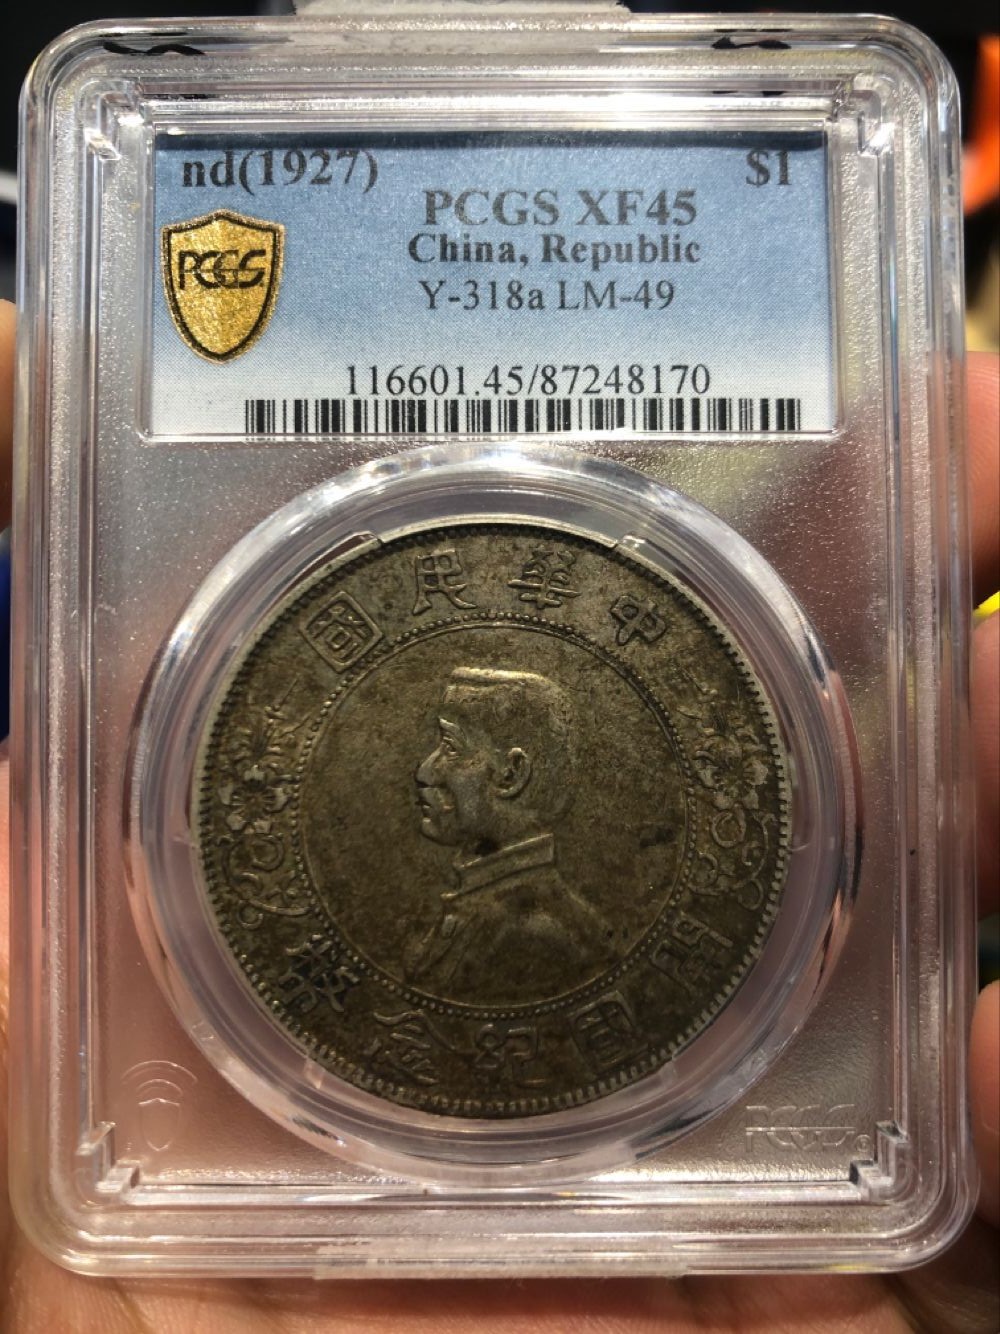 nd(1927) $1
PCGS XF45
China, Republic
Y-318a LM-49
PCGS
116601.45/87248170
中華民國
開國紀念幣
PCGS